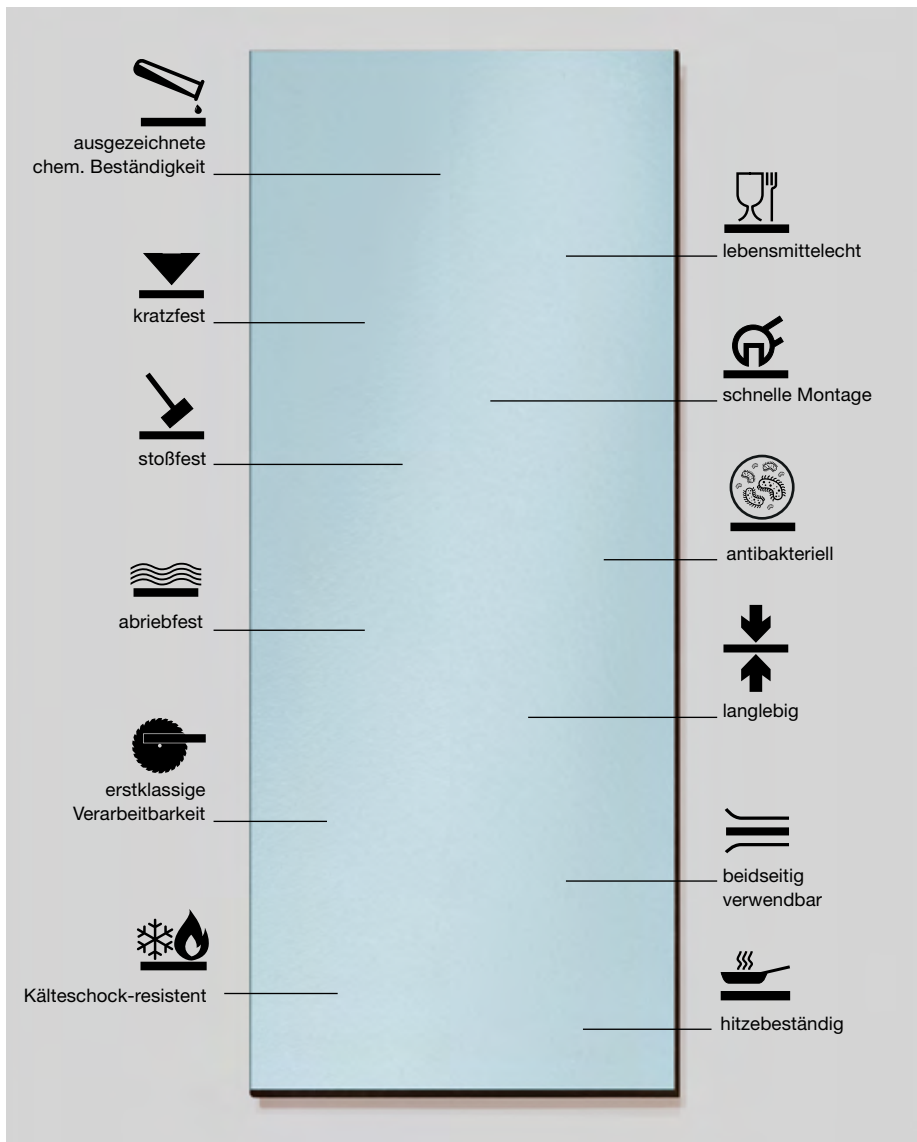 ausgezeichnete
chem. Beständigkeit
kratzfest
stoßfest
abriebfest
erstklassige
Verarbeitbarkeit
Kälteschock-resistent
lebensmittelecht
schnelle Montage
antibakteriell
langlebig
beidseitig
verwendbar
hitzebeständig